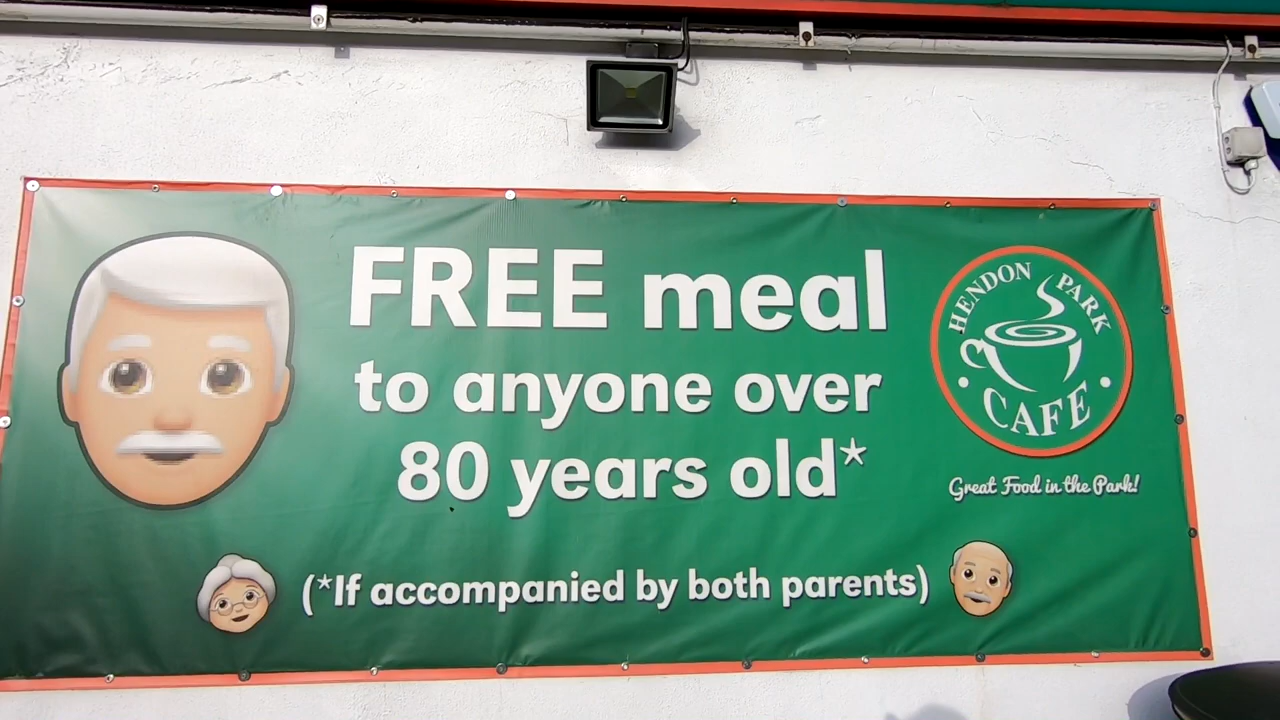 FREE meal
to anyone over
80 years old*
(*If accompanied by both parents)
HENDON PARK
CAFE
Great Food in the Park!